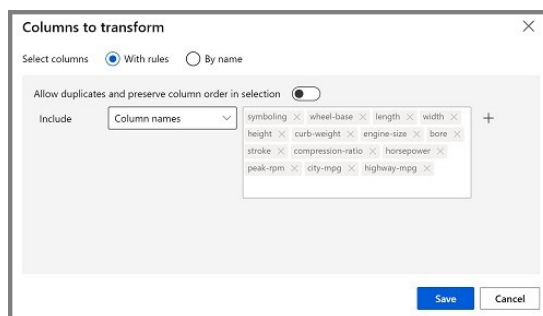 Columns to transform
Select columns With rules By name
Allow duplicates and preserve column order in selection
Include Column names symboling wheel-base length width
height curb-weight engine-size bore
stroke compression-ratio horsepower
peak-rpm city-mpg highway-mpg
Save Cancel